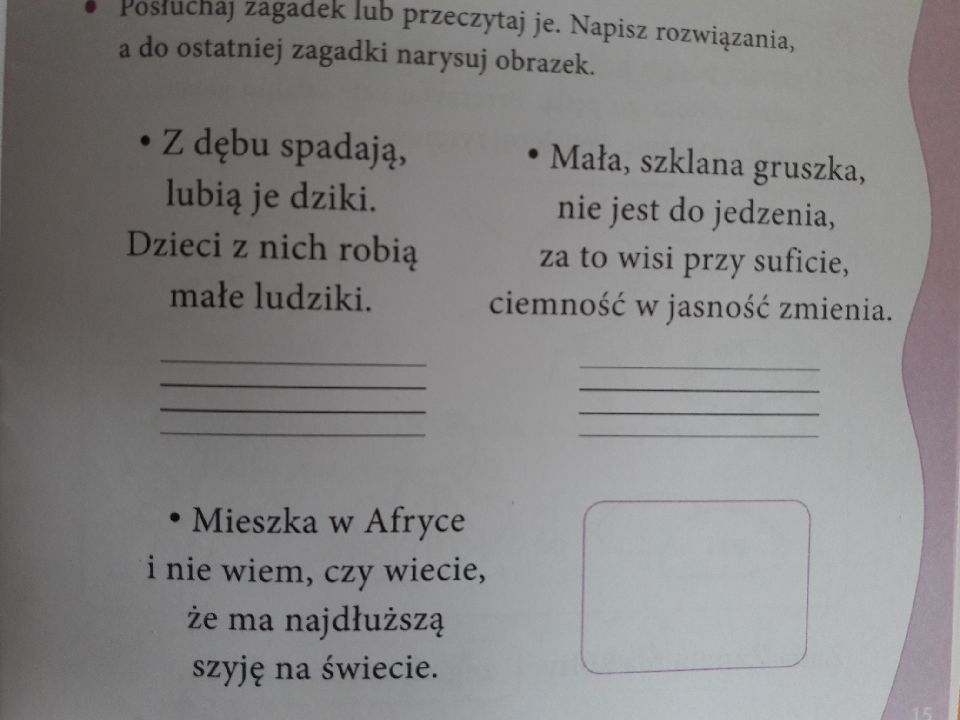 • Posłuchaj zagadek lub przeczytaj je. Napisz rozwiązania,
a do ostatniej zagadki narysuj obrazek.
• Z dębu spadają,
lubią je dziki.
Dzieci z nich robią
małe ludziki.
• Mała, szklana gruszka,
nie jest do jedzenia,
za to wisi przy suficie,
ciemność w jasność zmienia.
• Mieszka w Afryce
i nie wiem, czy wiecie,
że ma najdłuższą
szyję na świecie.
15